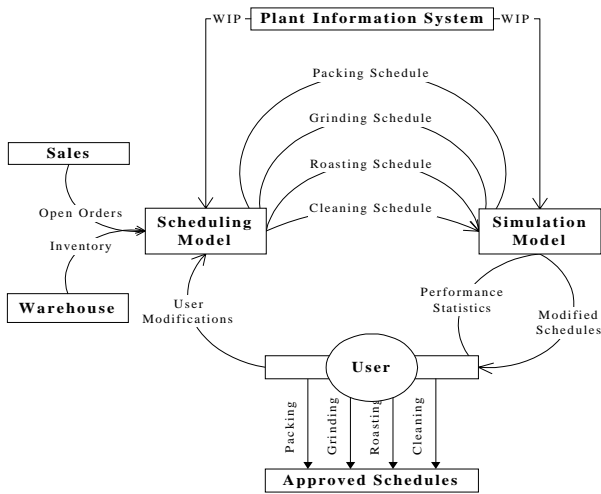 WIP Plant Information System WIP
Packing Schedule
Grinding Schedule
Sales
Roasting Schedule
Open Orders
Cleaning Schedule
Scheduling
Model
Simulation
Model
Inventory
Warehouse
User
Modifications
Performance
Statistics
Modified
Schedules
User
Packing
Grinding
Roasting
Cleaning
Approved Schedules